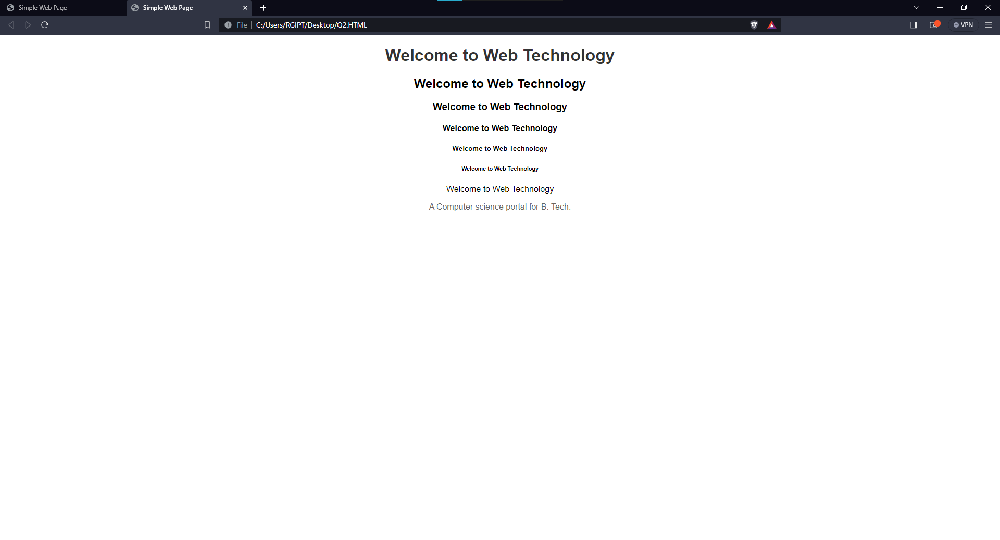 Simple Web Page
Simple Web Page
File
C:/Users/RGIPT/Desktop/Q2.HTML
VPN
Welcome to Web Technology
Welcome to Web Technology
Welcome to Web Technology
Welcome to Web Technology
Welcome to Web Technology
Welcome to Web Technology
Welcome to Web Technology
A Computer science portal for B. Tech.